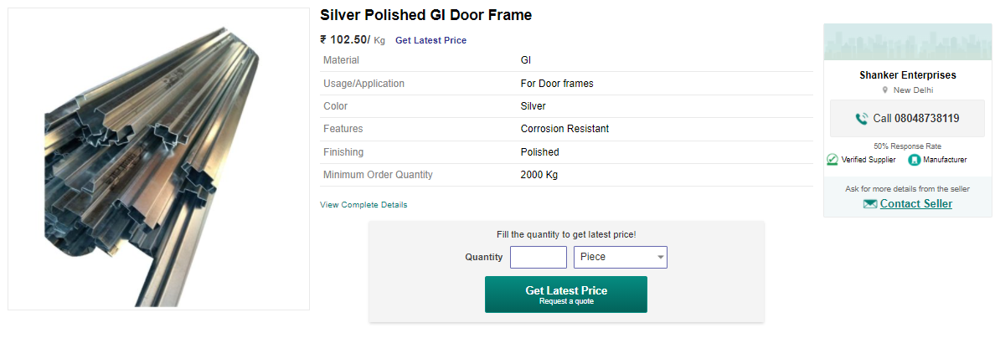 Silver Polished GI Door Frame
₹ 102.50/ Kg Get Latest Price
Material GI
Usage/Application For Door frames
Color Silver
Features Corrosion Resistant
Finishing Polished
Minimum Order Quantity 2000 Kg
View Complete Details
Fill the quantity to get latest price!
Quantity Piece
Get Latest Price
Request a quote
Shanker Enterprises
New Delhi
Call 08048738119
50% Response Rate
Verified Supplier Manufacturer
Ask for more details from the seller
Contact Seller